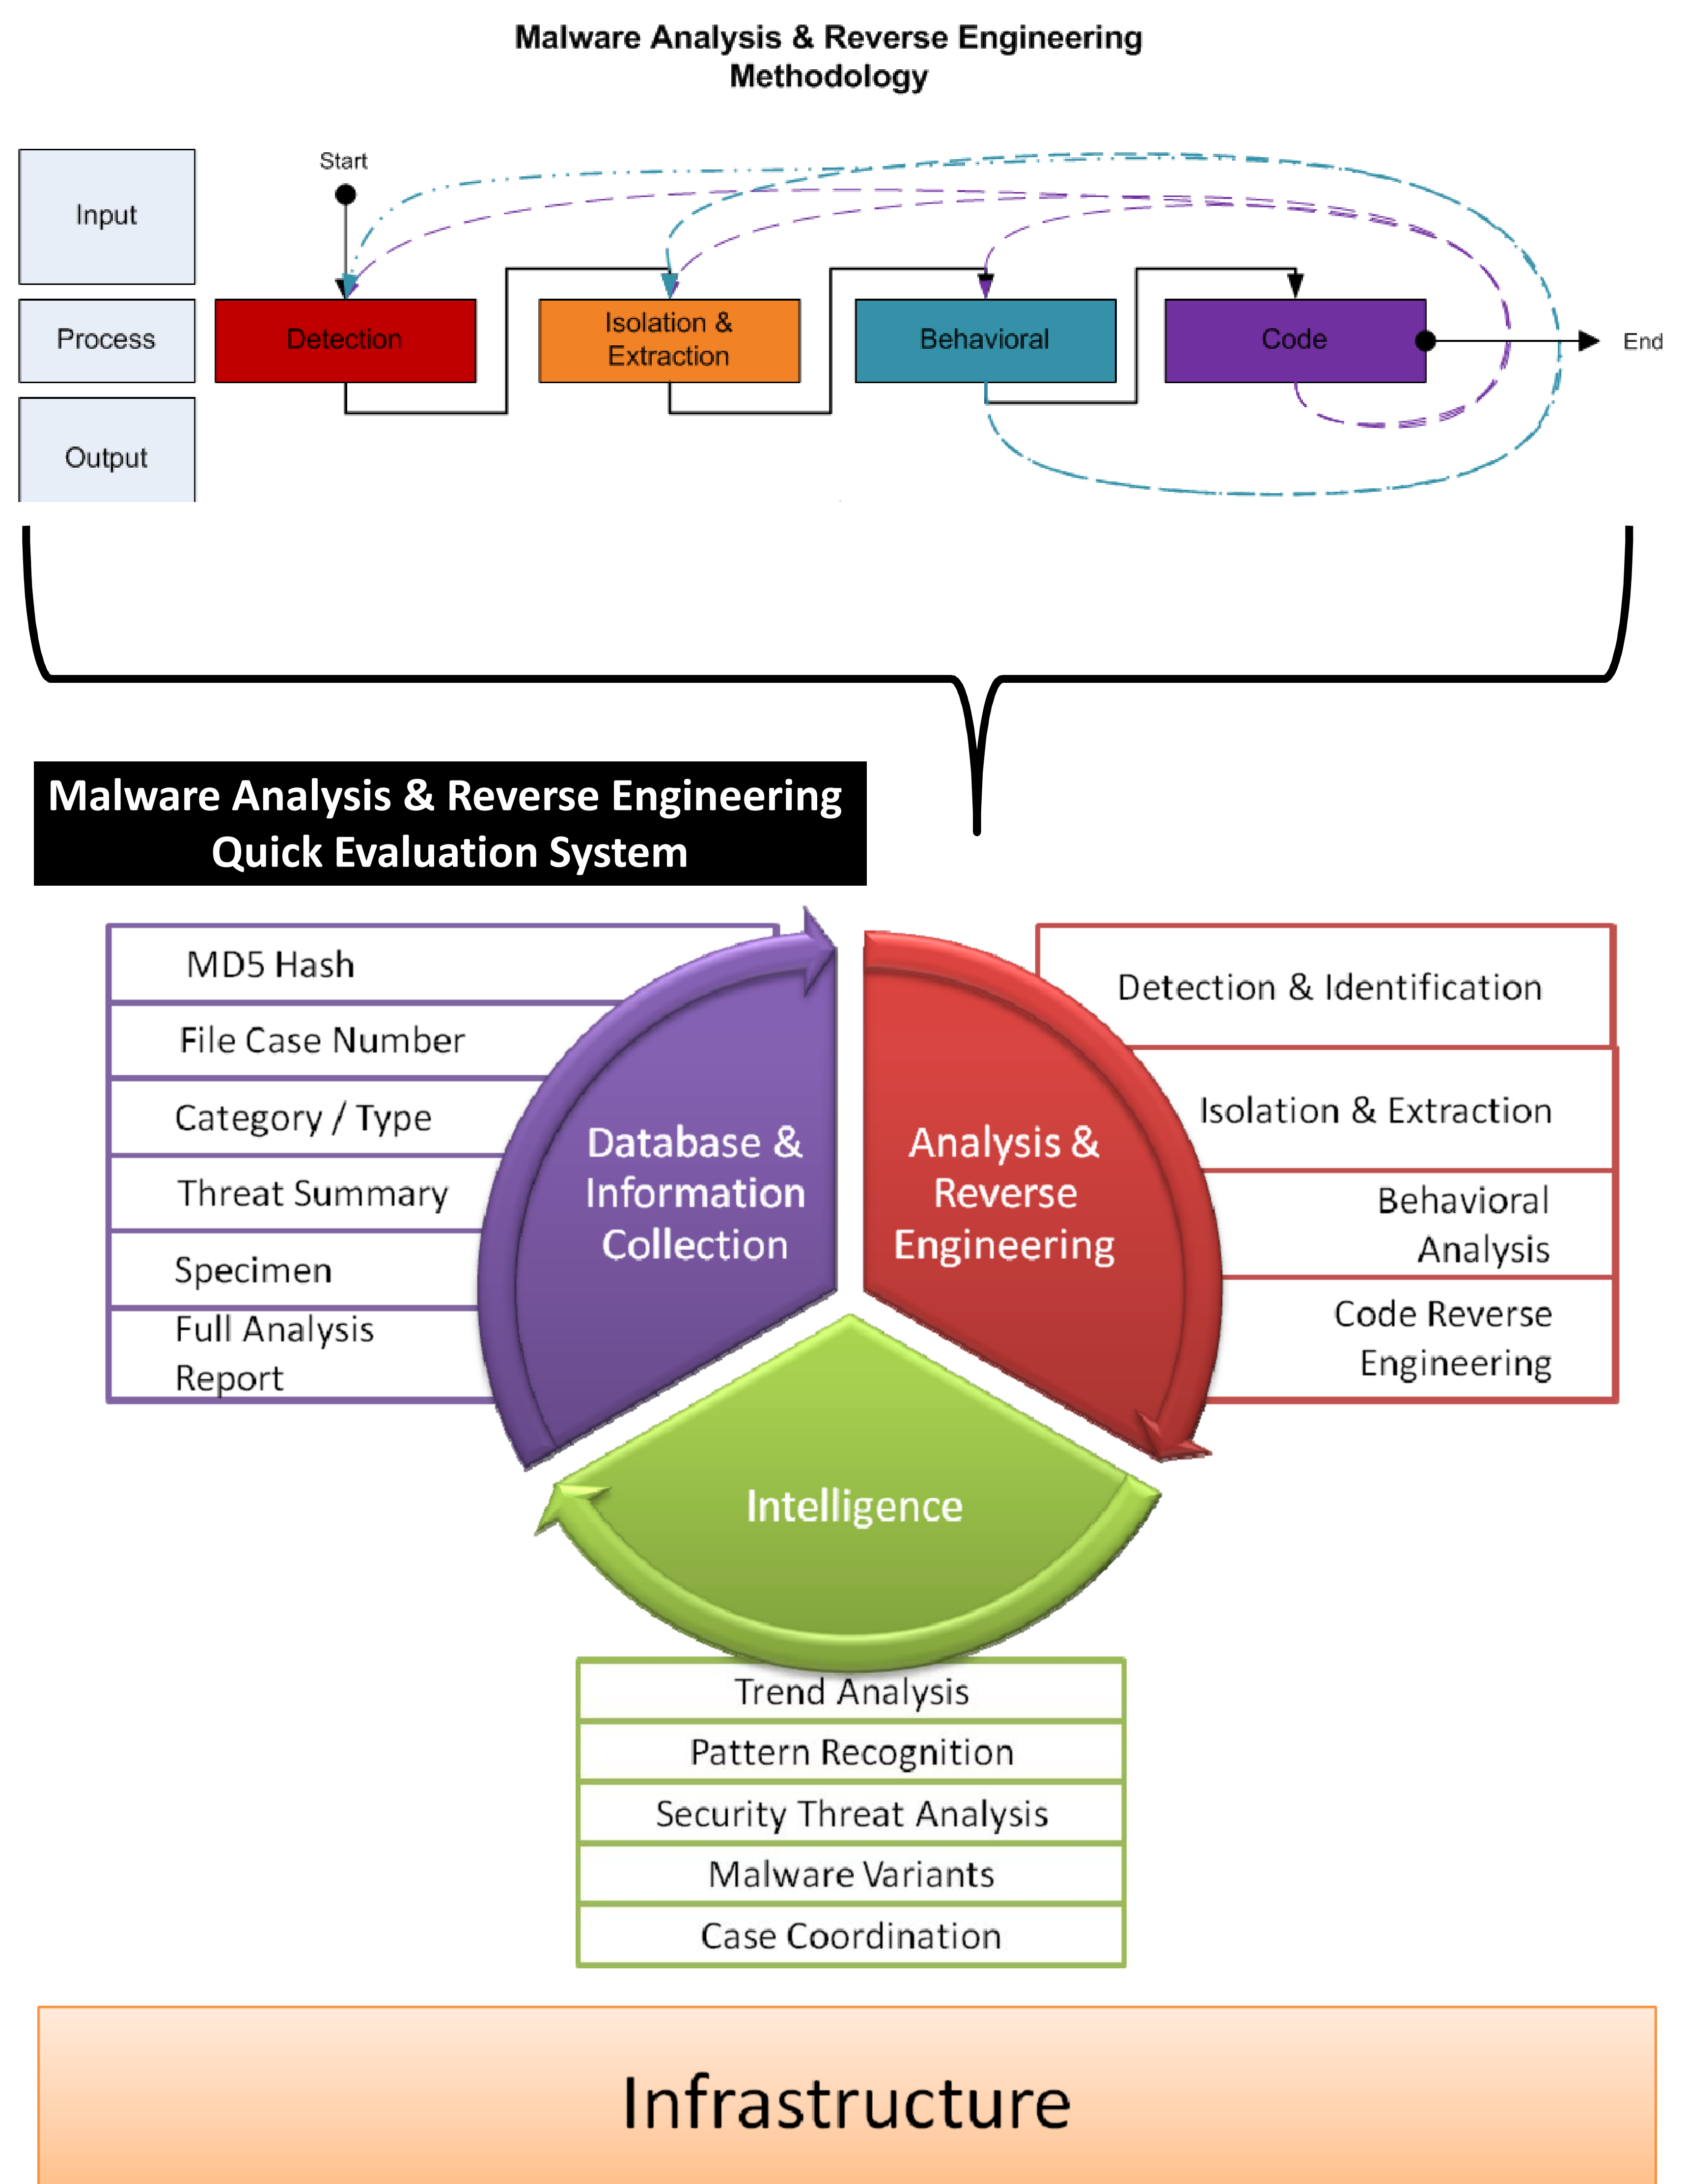 Malware Analysis & Reverse Engineering
Methodology
Start
Input
Process
Detection
Isolation &
Extraction
Behavioral
Code
End
Output
Malware Analysis & Reverse Engineering
Quick Evaluation System
MD5 Hash
File Case Number
Category / Type
Threat Summary
Specimen
Full Analysis
Report
Database &
Information
Collection
Analysis &
Reverse
Engineering
Detection & Identification
Isolation & Extraction
Behavioral
Analysis
Code Reverse
Engineering
Intelligence
Trend Analysis
Pattern Recognition
Security Threat Analysis
Malware Variants
Case Coordination
Infrastructure